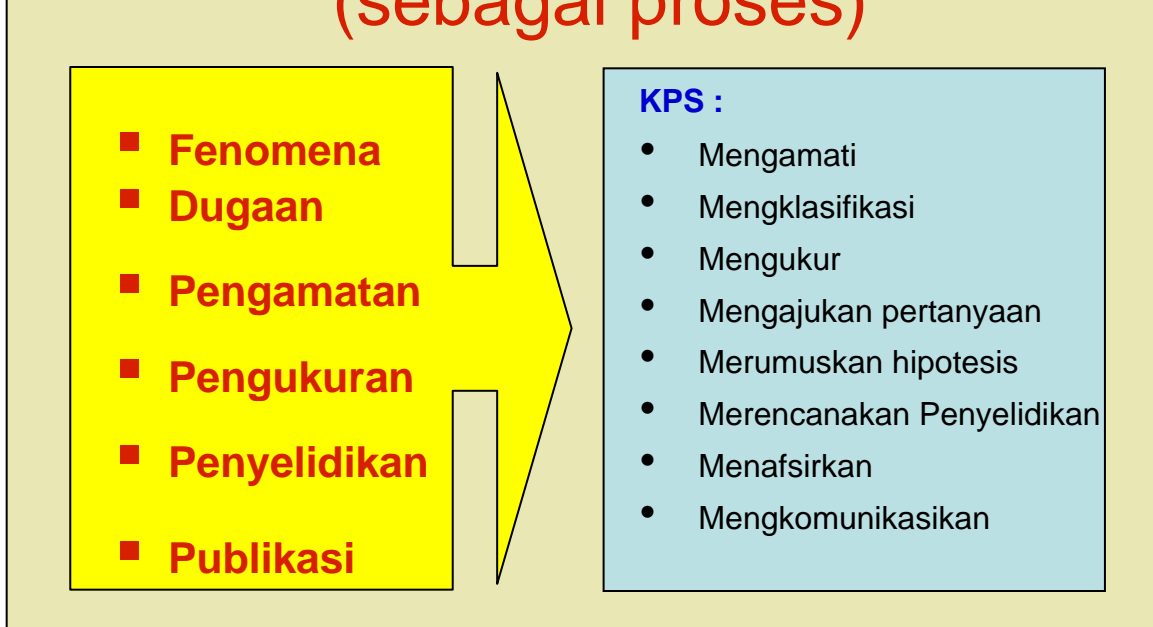 (sebagai proses)
▪ Fenomena
▪ Dugaan
▪ Pengamatan
▪ Pengukuran
▪ Penyelidikan
▪ Publikasi
KPS :
• Mengamati
• Mengklasifikasi
• Mengukur
• Mengajukan pertanyaan
• Merumuskan hipotesis
• Merencanakan Penyelidikan
• Menafsirkan
• Mengkomunikasikan